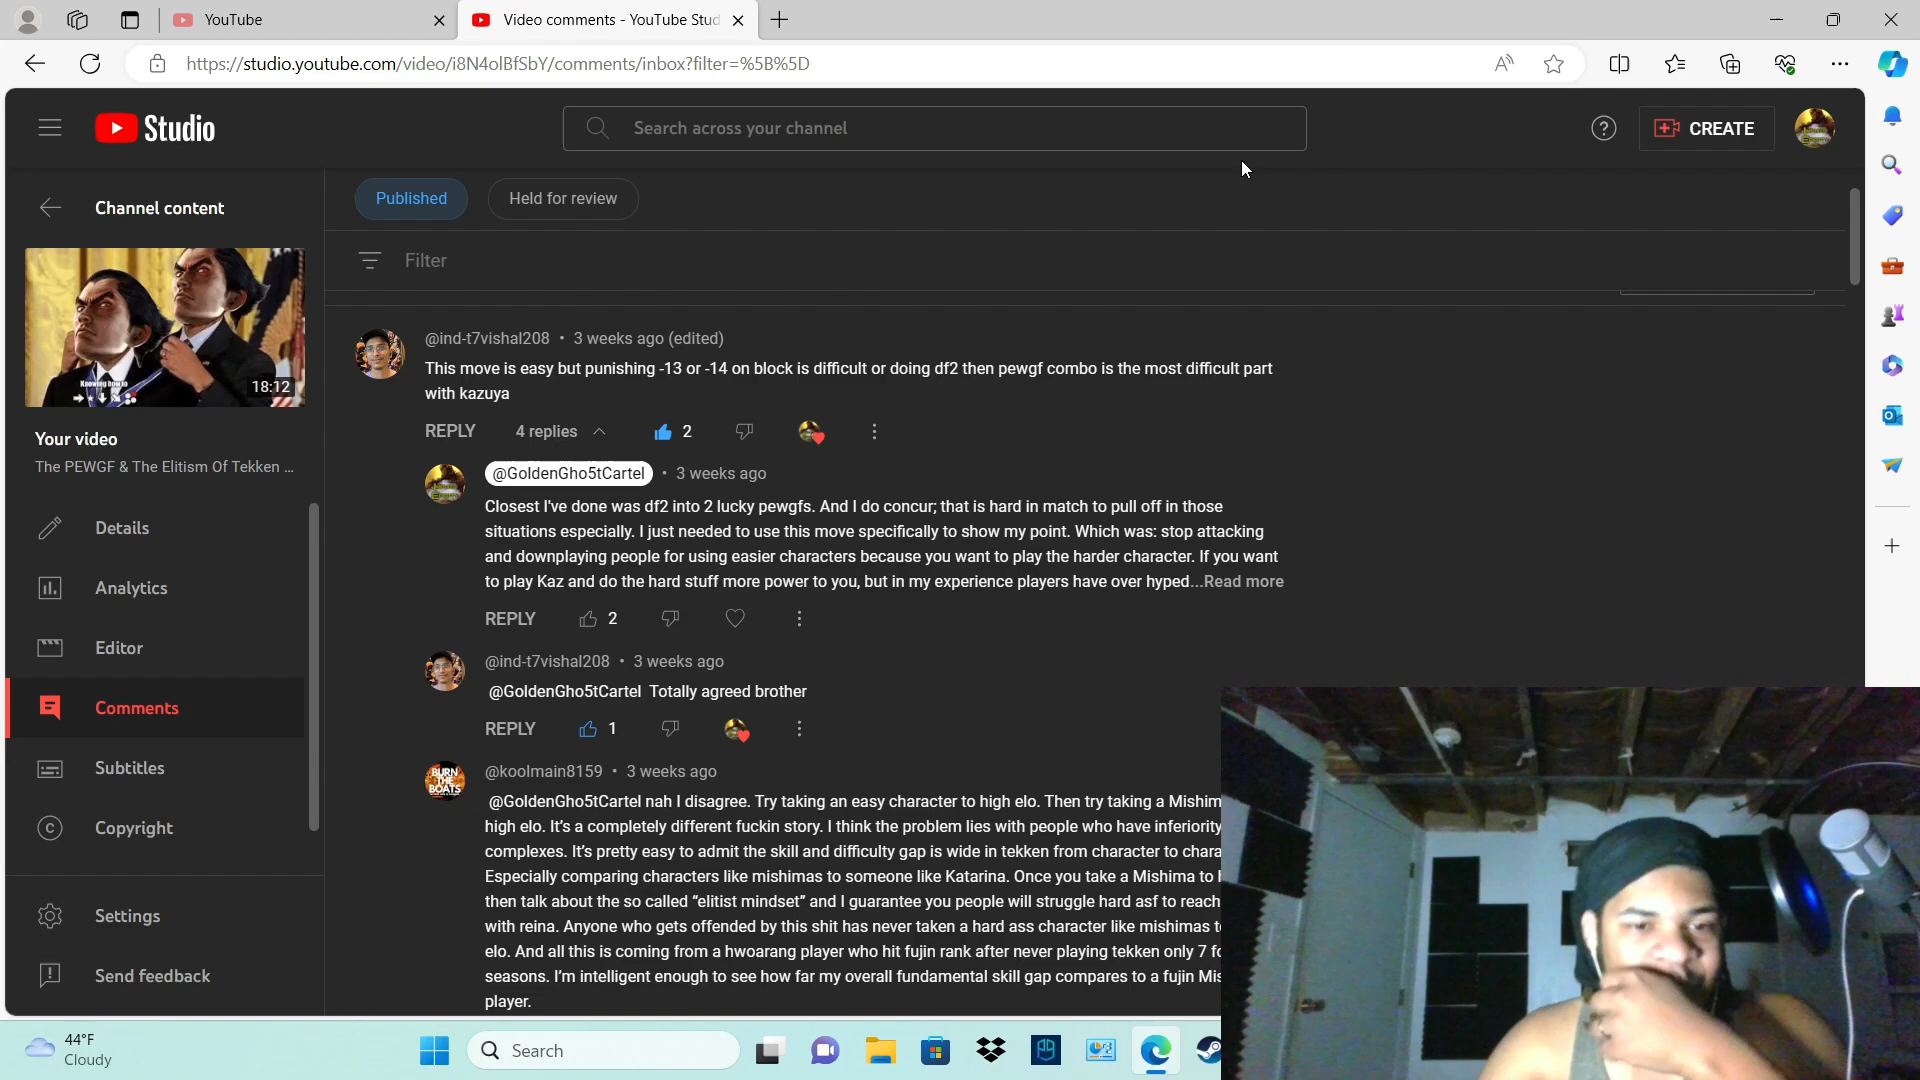 YouTube
Video comments - YouTube Stud
https://studio.youtube.com/video/i8N4olBfSbY/comments/inbox?filter=%5B%5D
Studio
Search across your channel
CREATE
Channel content
Published
Held for review
Filter
Knowing how to
18:12
Your video
The PEWGF & The Elitism Of Tekken ...
Details
Analytics
Editor
Comments
Subtitles
Copyright
Settings
Send feedback
@ind-t7vishal208 • 3 weeks ago (edited)
This move is easy but punishing -13 or -14 on block is difficult or doing df2 then pewgf combo is the most difficult part
with kazuya
REPLY 4 replies 2
@GoldenGho5tCartel • 3 weeks ago
Closest I've done was df2 into 2 lucky pewgfs. And I do concur; that is hard in match to pull off in those
situations especially. I just needed to use this move specifically to show my point. Which was: stop attacking
and downplaying people for using easier characters because you want to play the harder character. If you want
to play Kaz and do the hard stuff more power to you, but in my experience players have over hyped...Read more
REPLY 2
@ind-t7vishal208 • 3 weeks ago
@GoldenGho5tCartel Totally agreed brother
REPLY 1
BURN THE BOATS
@koolmain8159 • 3 weeks ago
@GoldenGho5tCartel nah I disagree. Try taking an easy character to high elo. Then try taking a Mishim
high elo. It's a completely different fuckin story. I think the problem lies with people who have inferiority
complexes. It's pretty easy to admit the skill and difficulty gap is wide in tekken from character to chara
Especially comparing characters like mishimas to someone like Katarina. Once you take a Mishima to h
then talk about the so called "elitist mindset" and I guarantee you people will struggle hard asf to reach
with reina. Anyone who gets offended by this shit has never taken a hard ass character like mishimas t
elo. And all this is coming from a hwoarang player who hit fujin rank after never playing tekken only 7 fo
seasons. I'm intelligent enough to see how far my overall fundamental skill gap compares to a fujin Mis
player.
44°F
Cloudy
Search